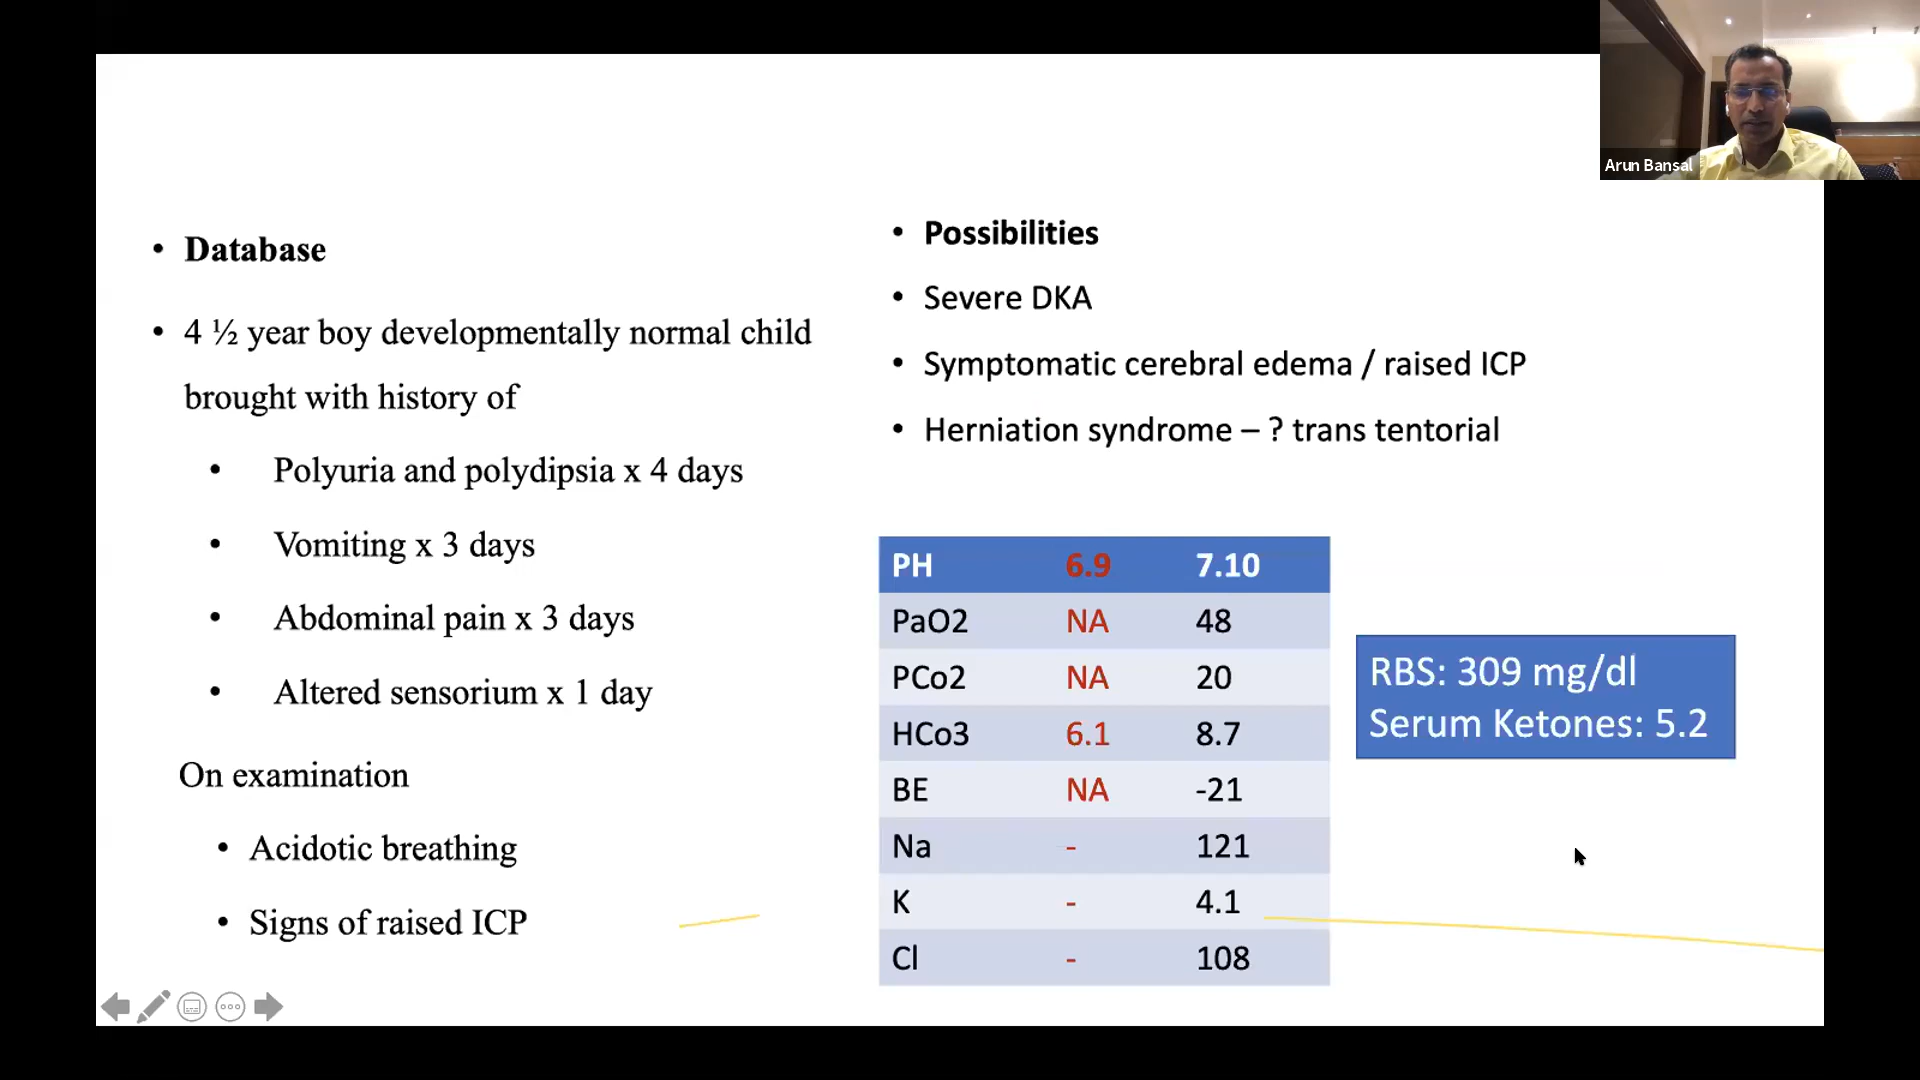 Arun Bansal
Database
4 ½ year boy developmentally normal child
brought with history of
Polyuria and polydipsia x 4 days
Vomiting x 3 days
Abdominal pain x 3 days
Altered sensorium x 1 day
On examination
Acidotic breathing
Signs of raised ICP
Possibilities
Severe DKA
Symptomatic cerebral edema / raised ICP
Herniation syndrome – ? trans tentorial
PH 6.9 7.10
PaO2 NA 48
PCo2 NA 20
HCo3 6.1 8.7
BE NA -21
Na - 121
K - 4.1
Cl - 108
RBS: 309 mg/dl
Serum Ketones: 5.2